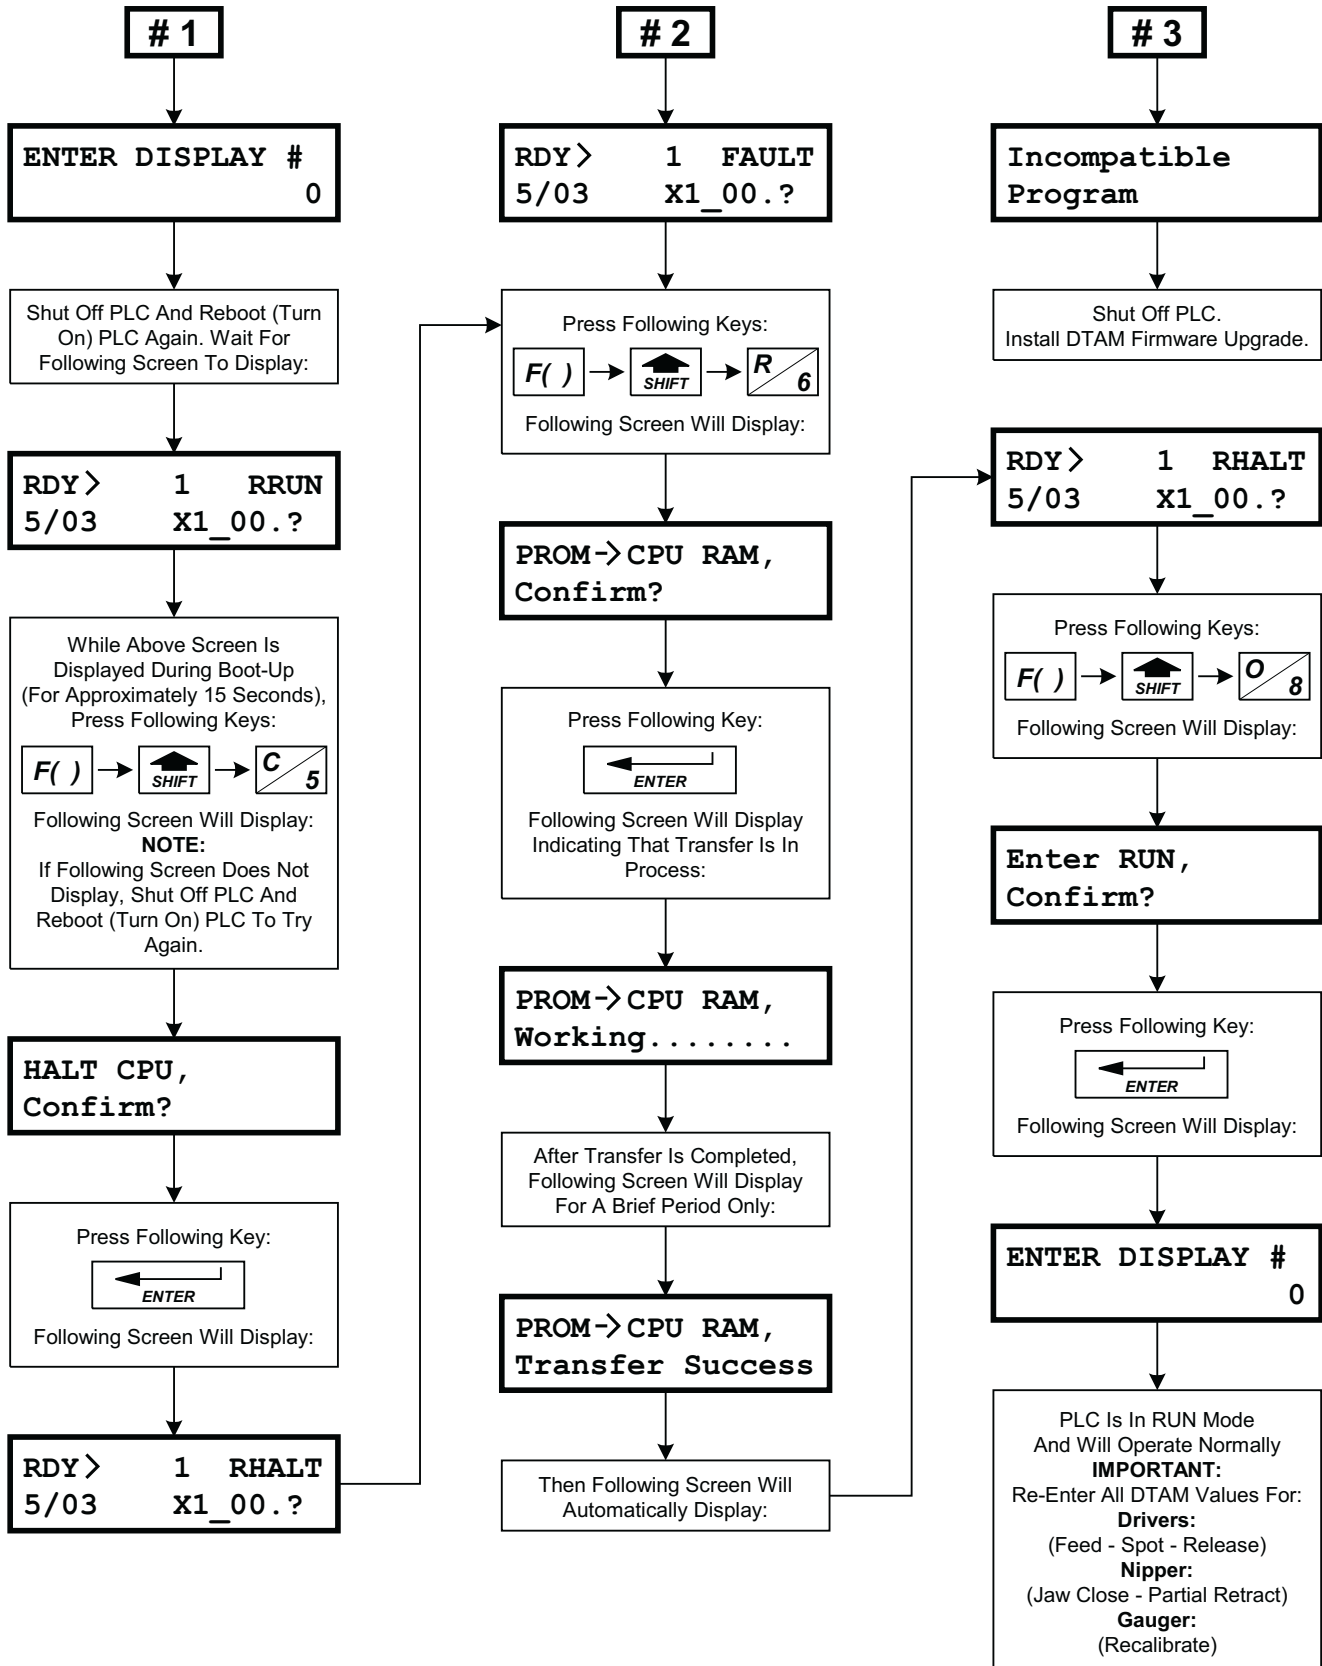 # 1
ENTER DISPLAY #
0
Shut Off PLC And Reboot (Turn
On) PLC Again. Wait For
Following Screen To Display:
RDY> 1 RRUN
5/03 X1_00.?
While Above Screen Is
Displayed During Boot-Up
(For Approximately 15 Seconds),
Press Following Keys:
F( ) SHIFT C/5
Following Screen Will Display:
NOTE:
If Following Screen Does Not
Display, Shut Off PLC And
Reboot (Turn On) PLC To Try
Again.
HALT CPU,
Confirm?
Press Following Key:
ENTER
Following Screen Will Display:
RDY> 1 RHALT
5/03 X1_00.?
# 2
RDY> 1 FAULT
5/03 X1_00.?
Press Following Keys:
F( ) SHIFT R/6
Following Screen Will Display:
PROM->CPU RAM,
Confirm?
Press Following Key:
ENTER
Following Screen Will Display
Indicating That Transfer Is In
Process:
PROM->CPU RAM,
Working........
After Transfer Is Completed,
Following Screen Will Display
For A Brief Period Only:
PROM->CPU RAM,
Transfer Success
Then Following Screen Will
Automatically Display:
# 3
Incompatible
Program
Shut Off PLC.
Install DTAM Firmware Upgrade.
RDY> 1 RHALT
5/03 X1_00.?
Press Following Keys:
F( ) SHIFT O/8
Following Screen Will Display:
Enter RUN,
Confirm?
Press Following Key:
ENTER
Following Screen Will Display:
ENTER DISPLAY #
0
PLC Is In RUN Mode
And Will Operate Normally
IMPORTANT:
Re-Enter All DTAM Values For:
Drivers:
(Feed - Spot - Release)
Nipper:
(Jaw Close - Partial Retract)
Gauger:
(Recalibrate)